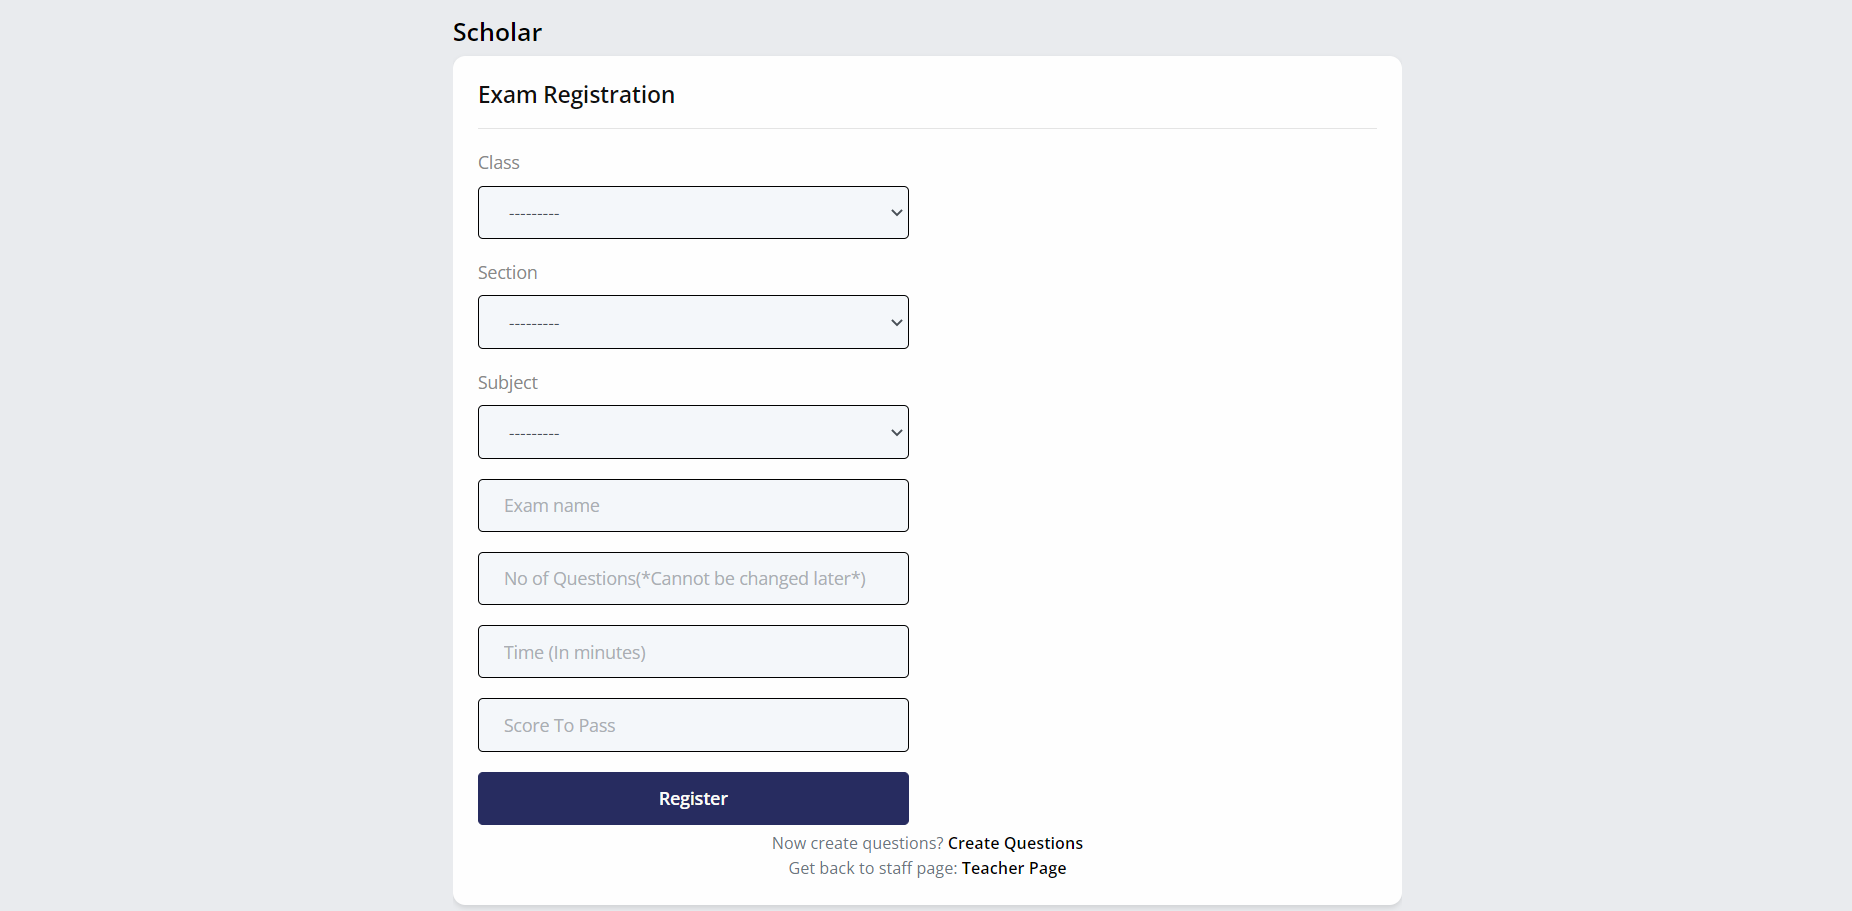 Scholar
Exam Registration
Class
---------
Section
---------
Subject
---------
Exam name
No of Questions(*Cannot be changed later*)
Time (In minutes)
Score To Pass
Register
Now create questions? Create Questions
Get back to staff page: Teacher Page